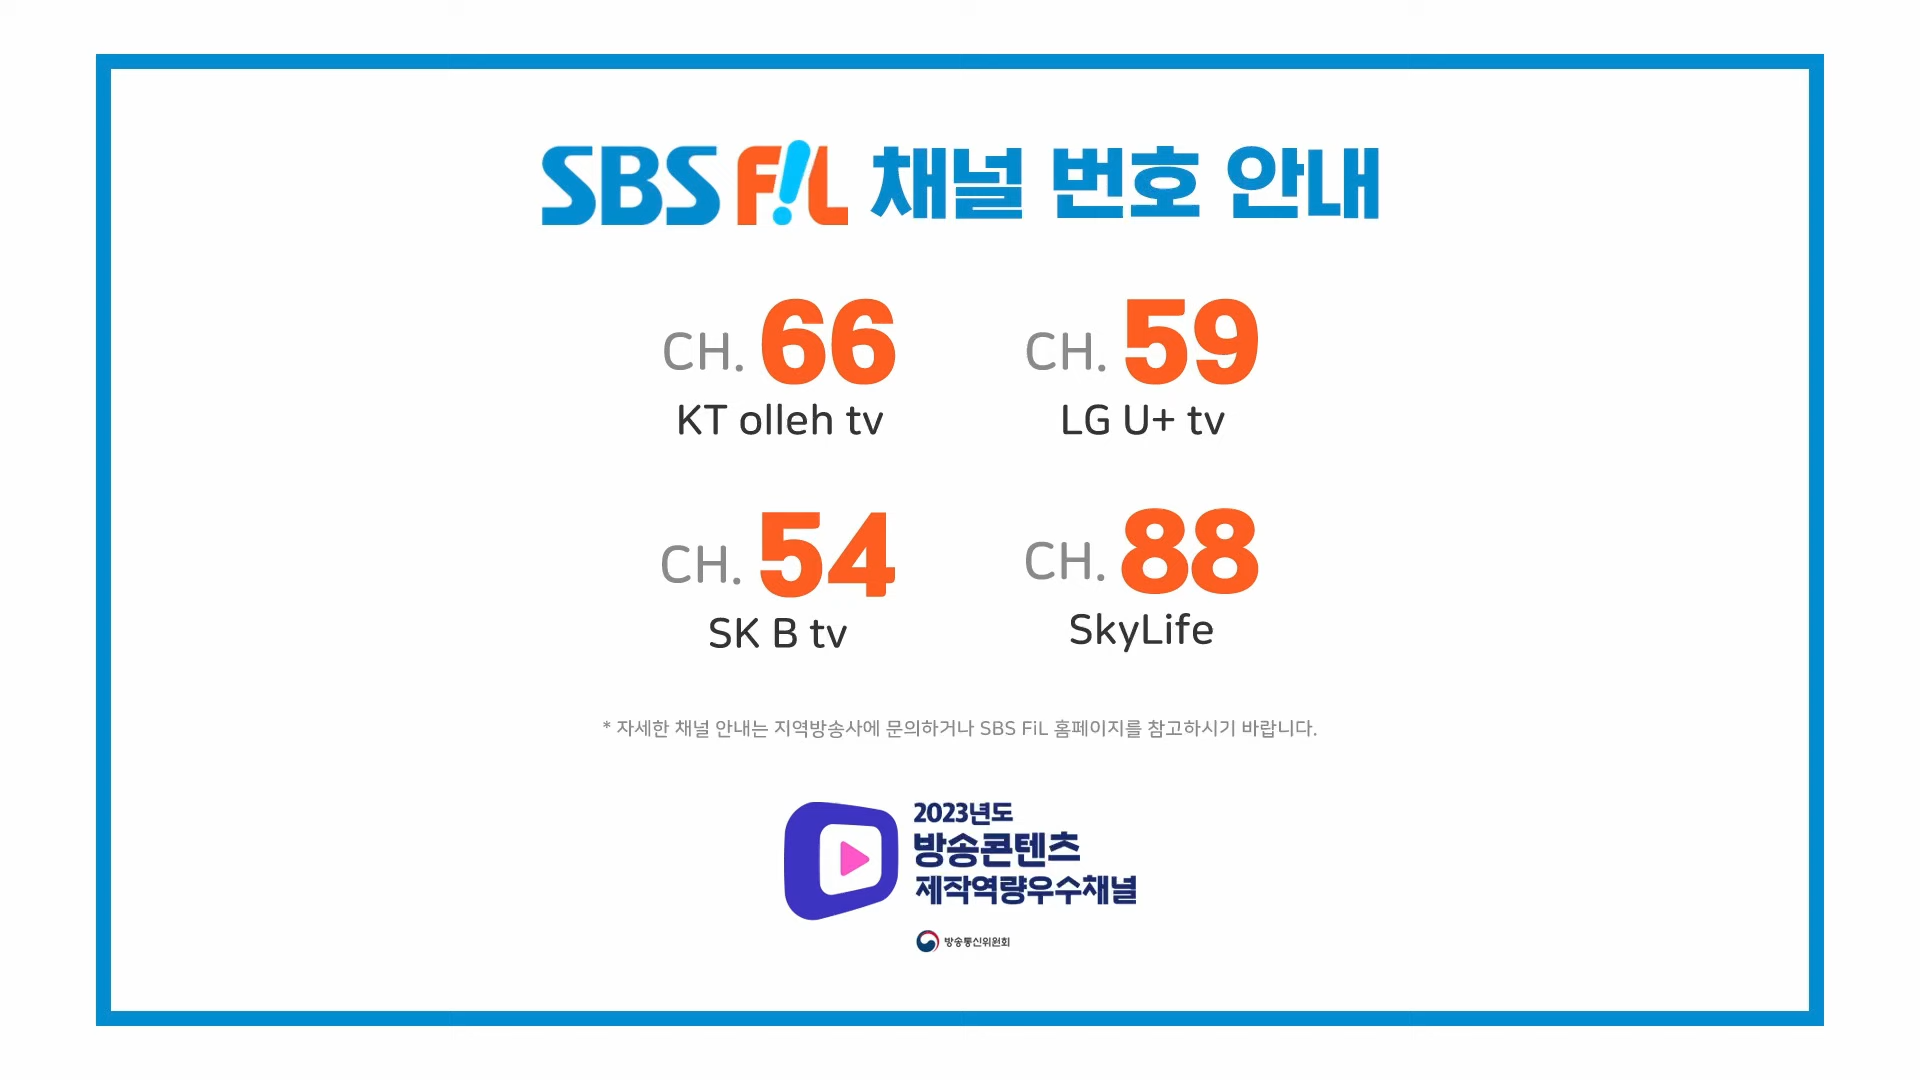 SBS F!L 채널 번호 안내
CH. 66
KT olleh tv
CH. 59
LG U+ tv
CH. 54
SK B tv
CH. 88
SkyLife
* 자세한 채널 안내는 지역방송사에 문의하거나 SBS FiL 홈페이지를 참고하시기 바랍니다.
2023년도
방송콘텐츠
제작역량우수채널
방송통신위원회